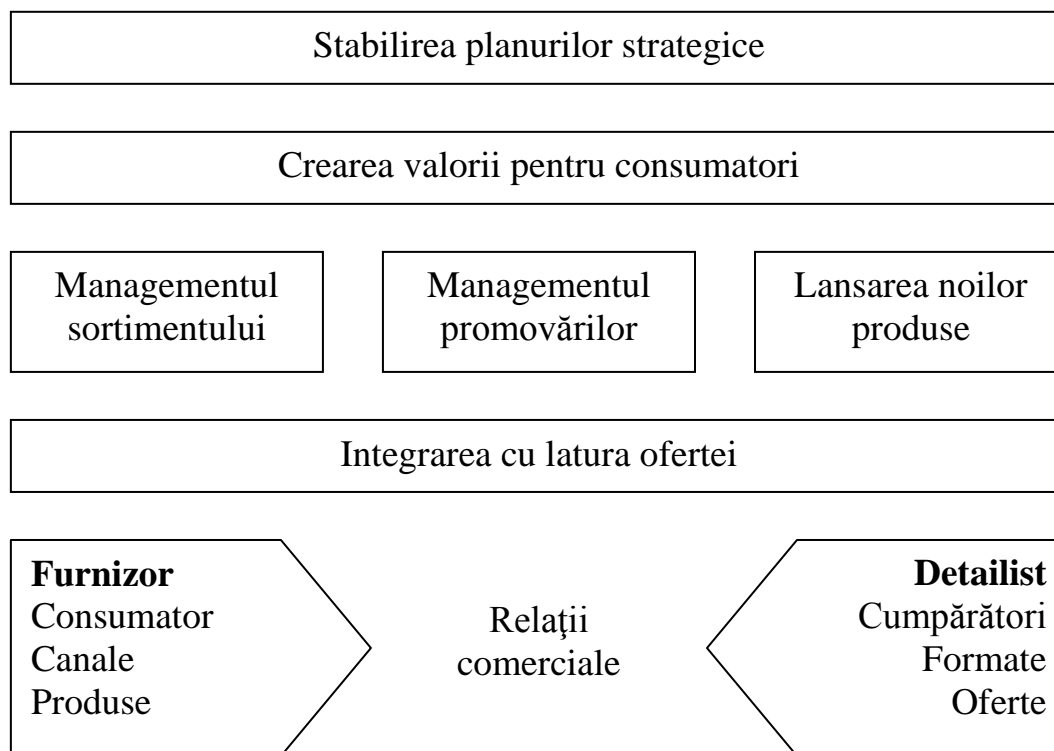 Stabilirea planurilor strategice
Crearea valorii pentru consumatori
Managementul
sortimentului
Managementul
promovărilor
Lansarea noilor
produse
Integrarea cu latura ofertei
Furnizor
Consumator
Canale
Produse
Relaţii
comerciale
Detailist
Cumpărători
Formate
Oferte